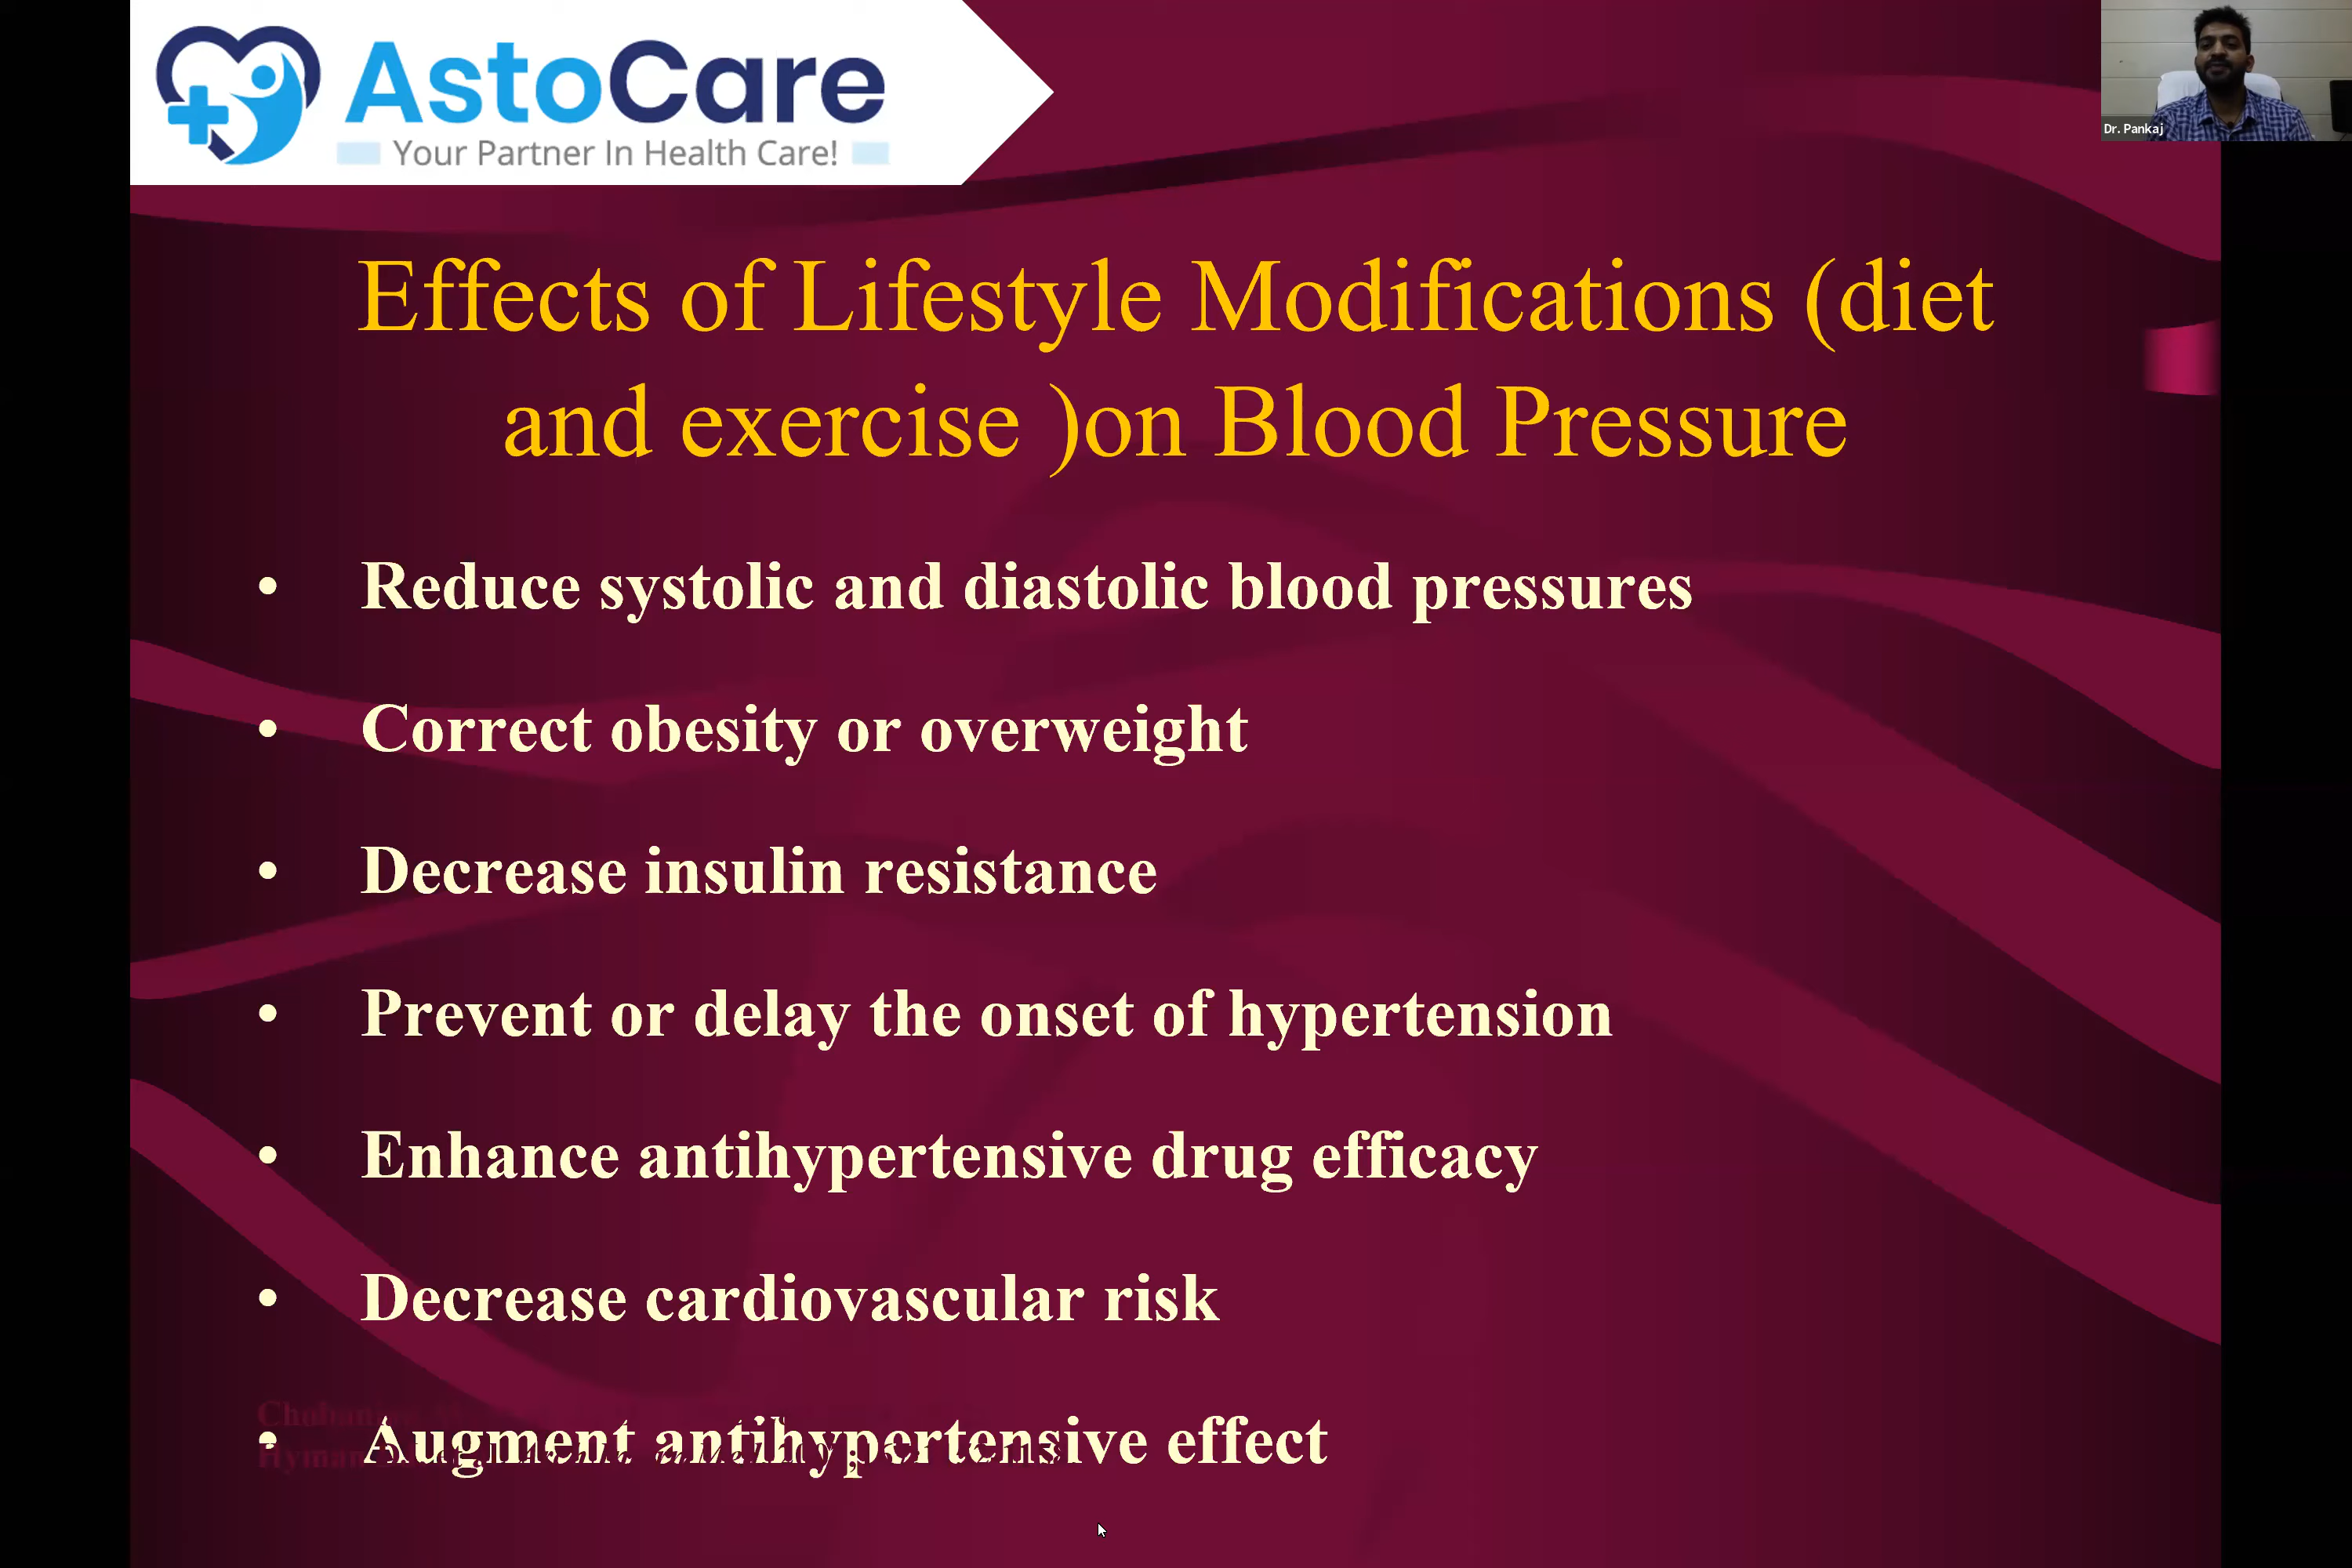 AstoCare
Your Partner In Health Care!
Dr. Pankaj
Effects of Lifestyle Modifications (diet
and exercise )on Blood Pressure
• Reduce systolic and diastolic blood pressures
• Correct obesity or overweight
• Decrease insulin resistance
• Prevent or delay the onset of hypertension
• Enhance antihypertensive drug efficacy
• Decrease cardiovascular risk
• Augment antihypertensive effect